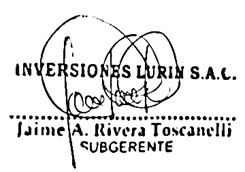 INVERSIONES LURIN S.A.C.
Jaime A. Rivera Toscanelli
SUBGERENTE